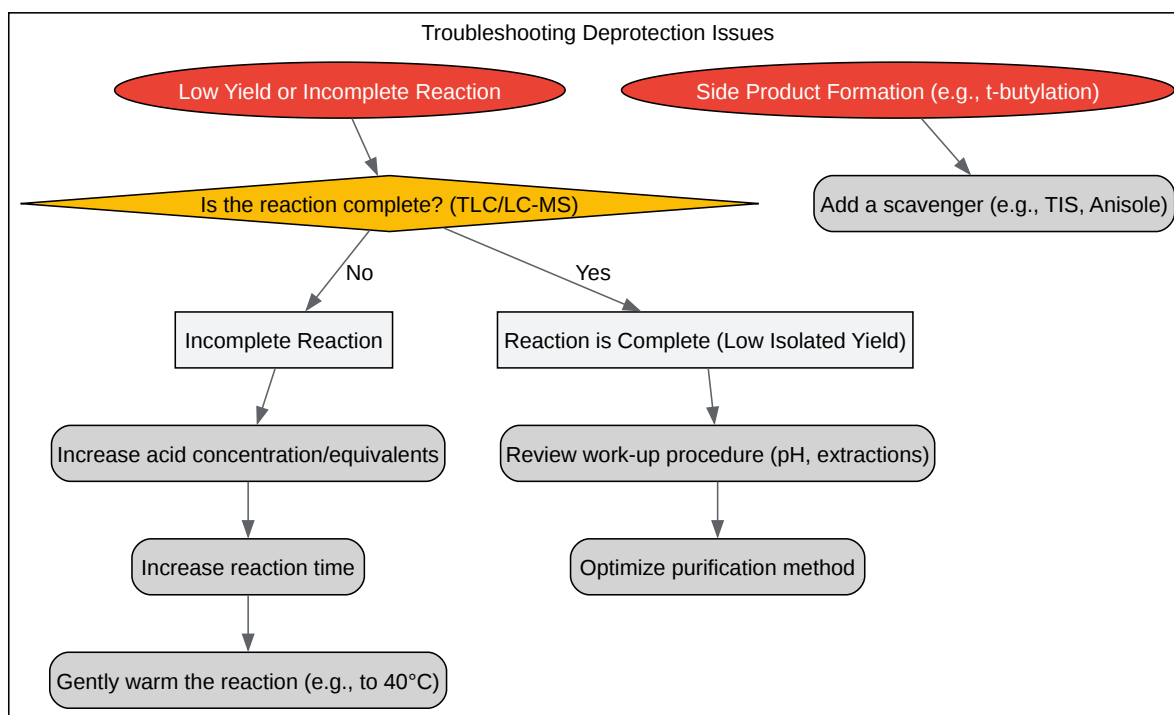 Troubleshooting Deprotection Issues
Low Yield or Incomplete Reaction
Side Product Formation (e.g., t-butylation)
Is the reaction complete? (TLC/LC-MS)
Add a scavenger (e.g., TIS, Anisole)
No
Yes
Incomplete Reaction
Reaction is Complete (Low Isolated Yield)
Increase acid concentration/equivalents
Review work-up procedure (pH, extractions)
Increase reaction time
Optimize purification method
Gently warm the reaction (e.g., to 40°C)